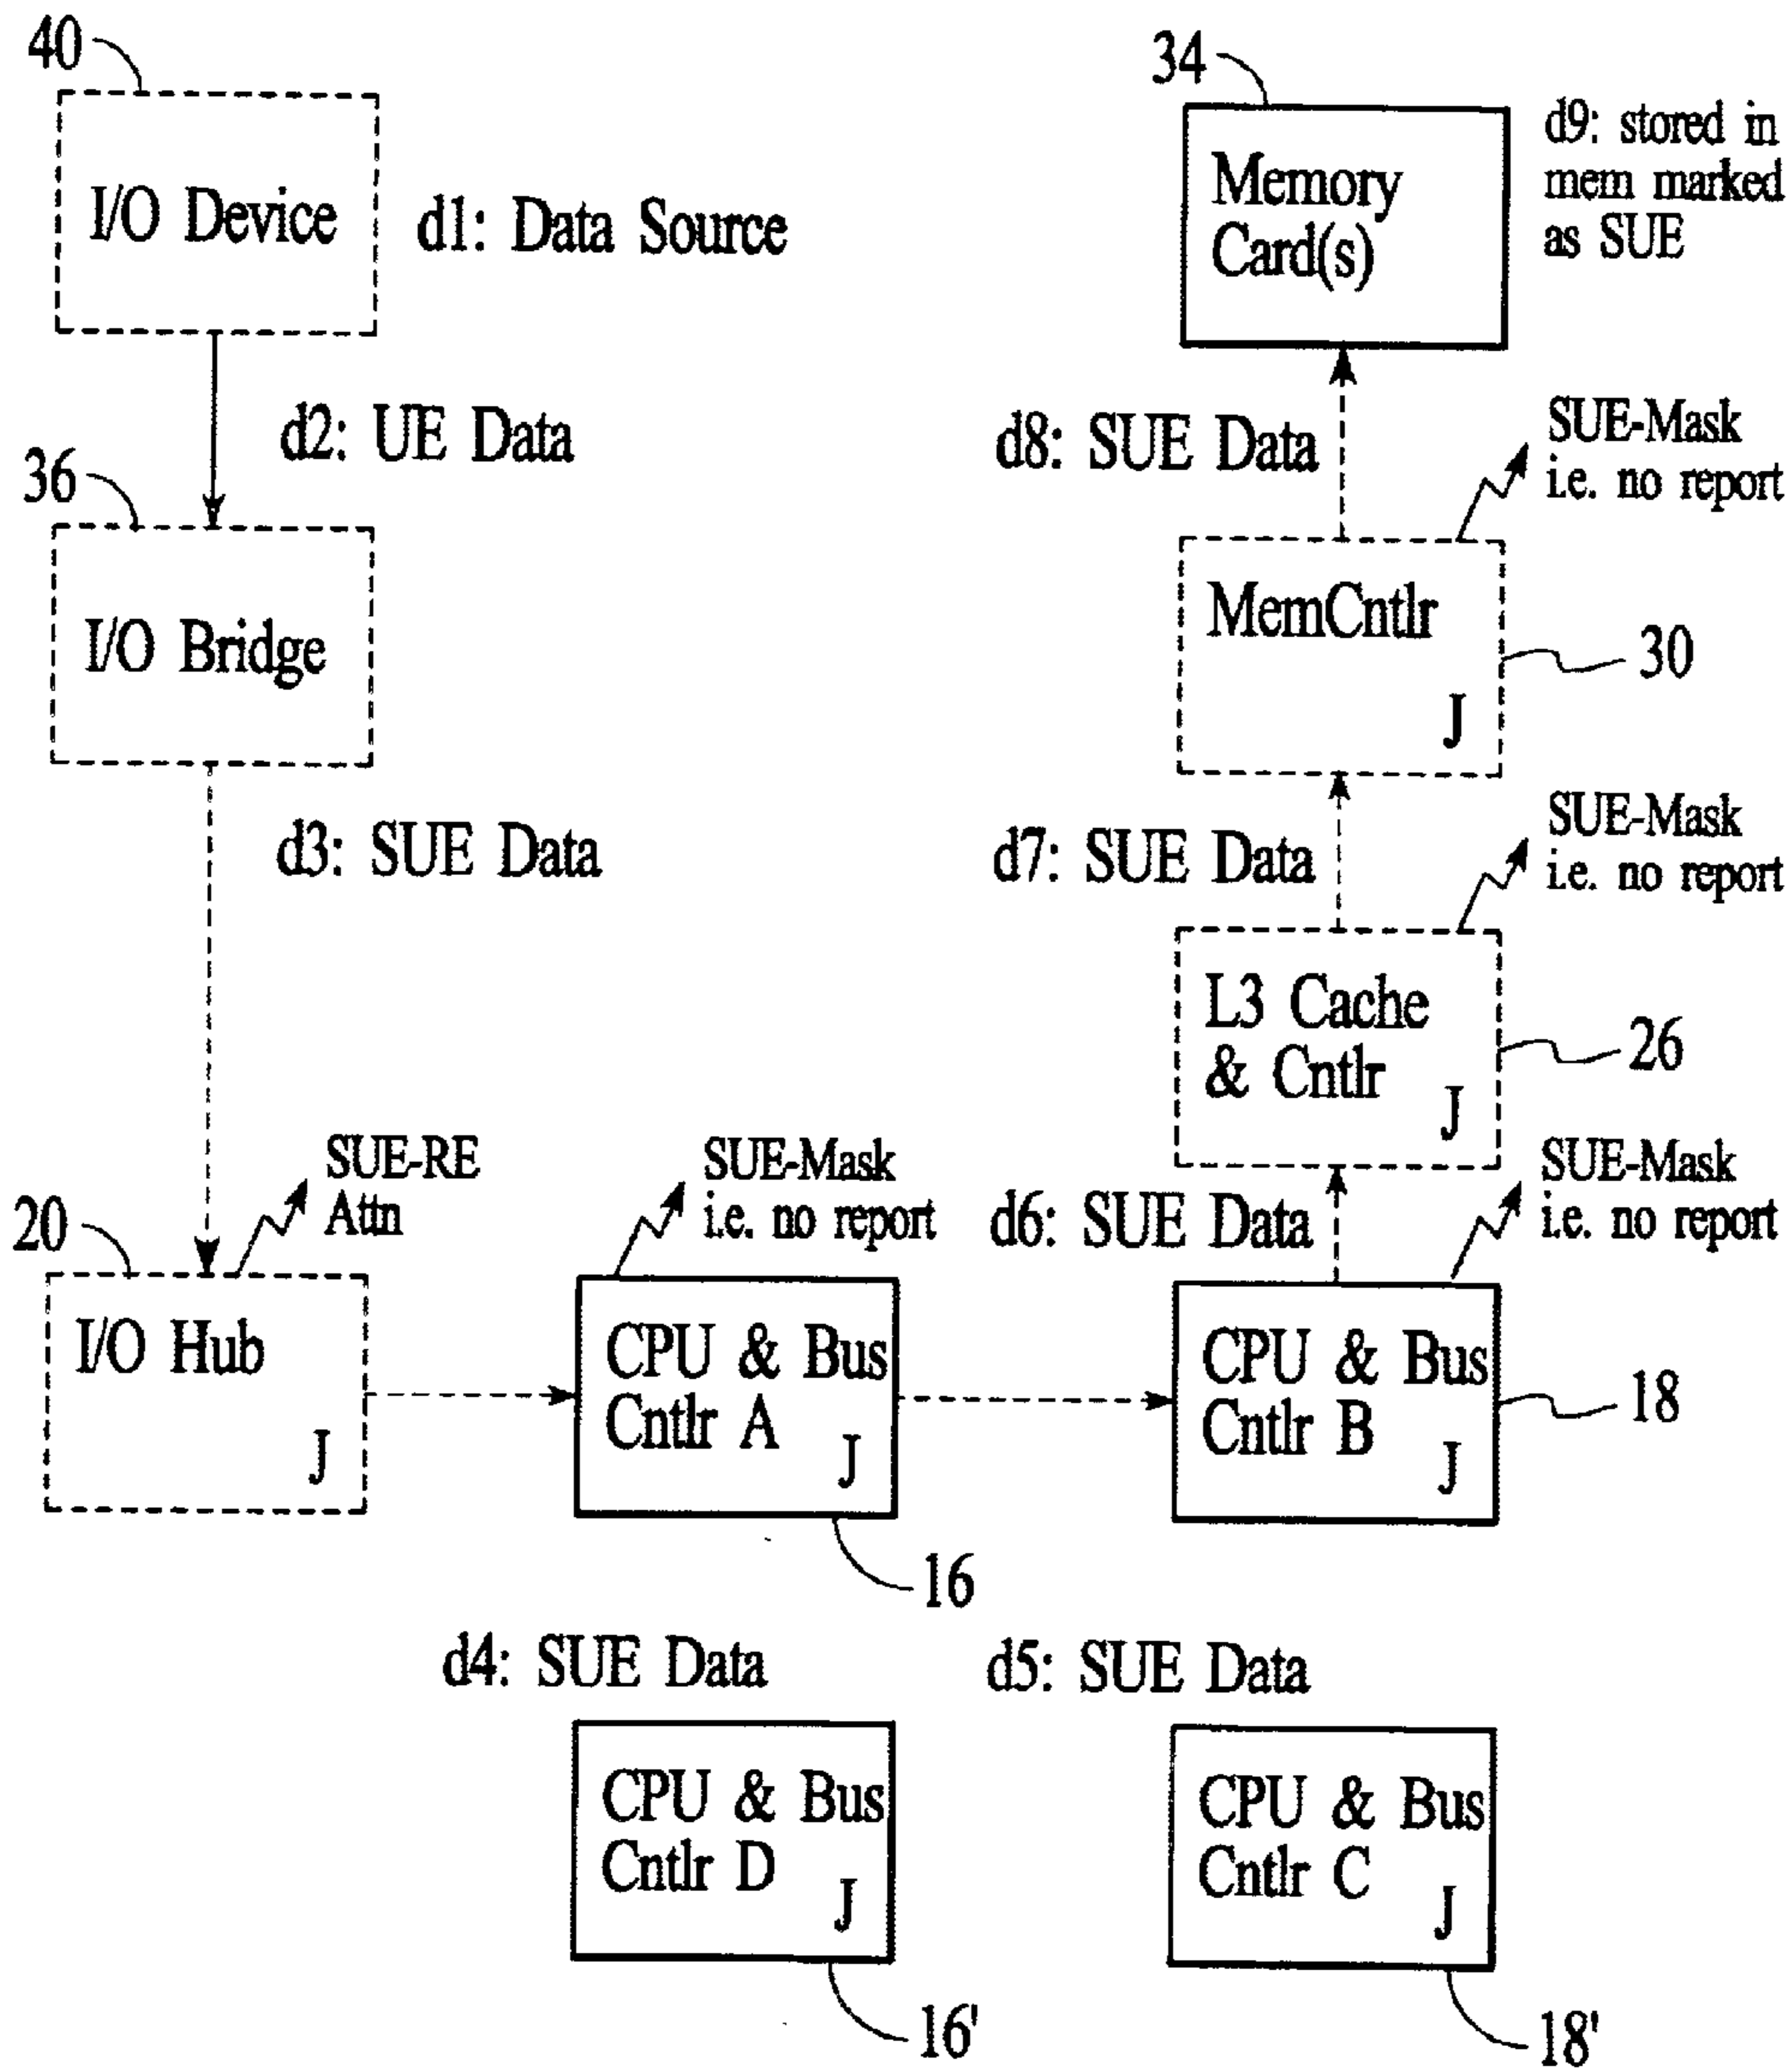 40
I/O Device
d1: Data Source
d2: UE Data
36
I/O Bridge
d3: SUE Data
SUE-RE
Attn
20
I/O Hub
J
SUE-Mask
i.e. no report
CPU & Bus
Cntlr A
J
16
d4: SUE Data
CPU & Bus
Cntlr D
J
16'
34
Memory
Card(s)
d9: stored in
mem marked
as SUE
d8: SUE Data
SUE-Mask
i.e. no report
MemCntlr
J
30
d7: SUE Data
SUE-Mask
i.e. no report
L3 Cache
& Cntlr
J
26
d6: SUE Data
SUE-Mask
i.e. no report
CPU & Bus
Cntlr B
J
18
d5: SUE Data
CPU & Bus
Cntlr C
J
18'